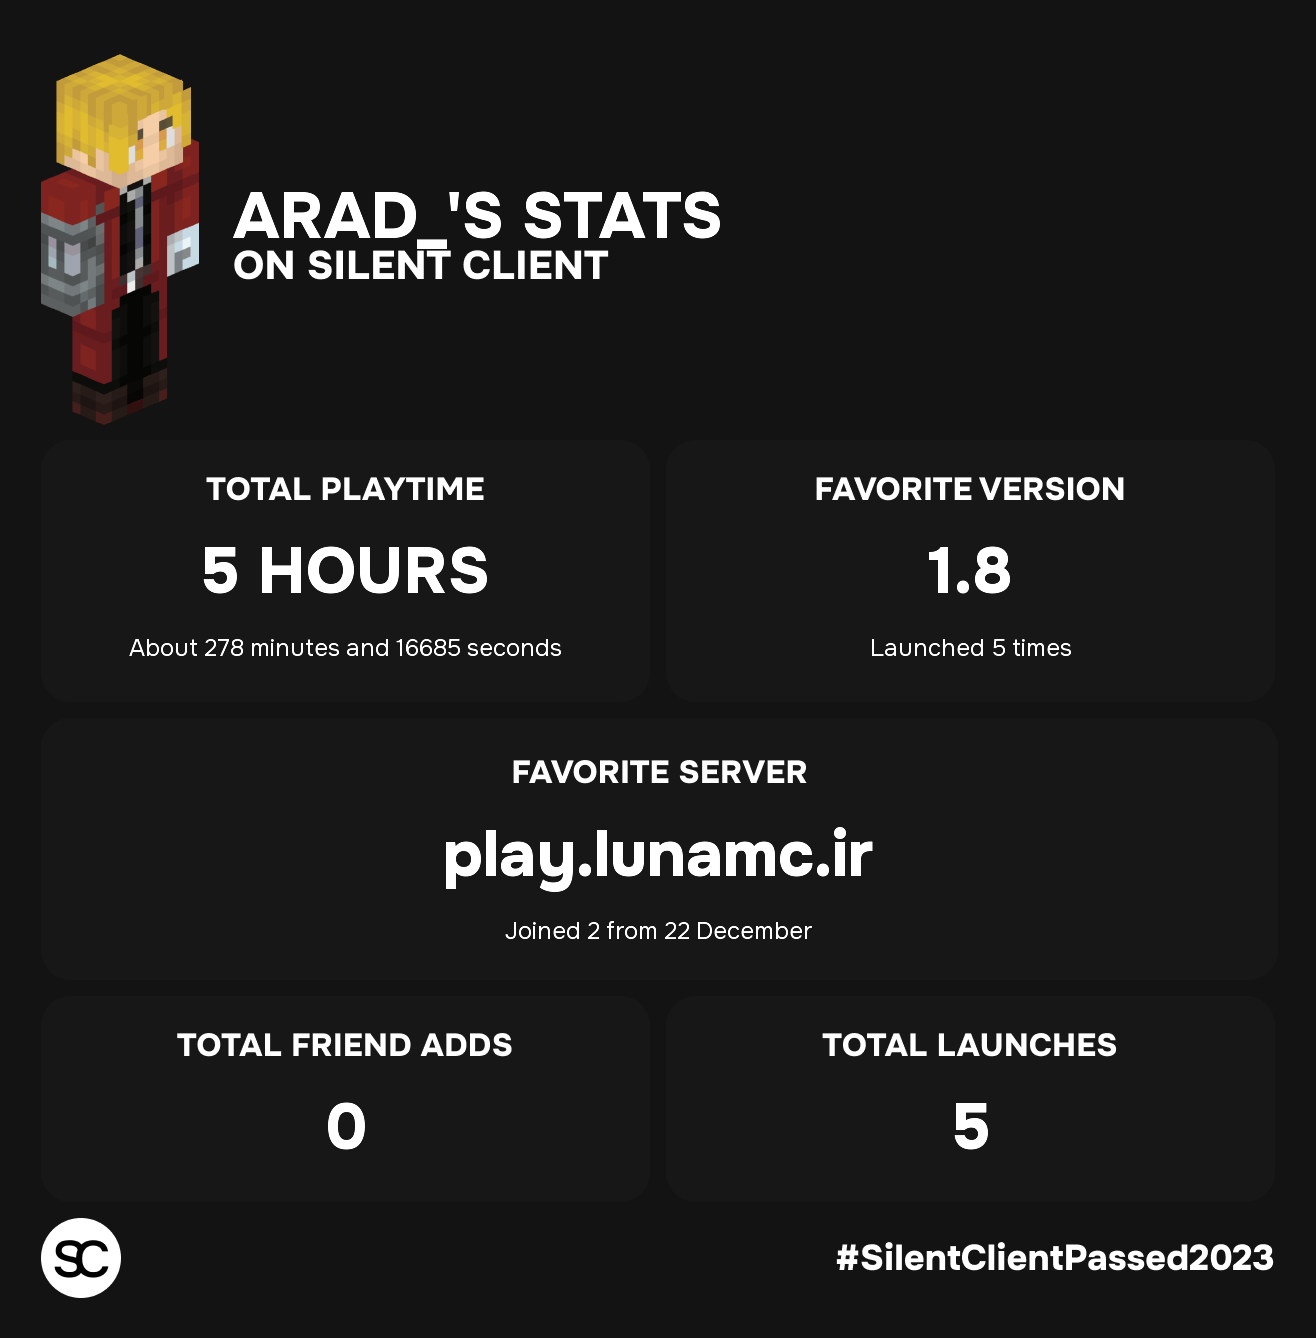 ARAD_'S STATS
ON SILENT CLIENT
TOTAL PLAYTIME
5 HOURS
About 278 minutes and 16685 seconds
FAVORITE VERSION
1.8
Launched 5 times
FAVORITE SERVER
play.lunamc.ir
Joined 2 from 22 December
TOTAL FRIEND ADDS
0
TOTAL LAUNCHES
5
SC
#SilentClientPassed2023